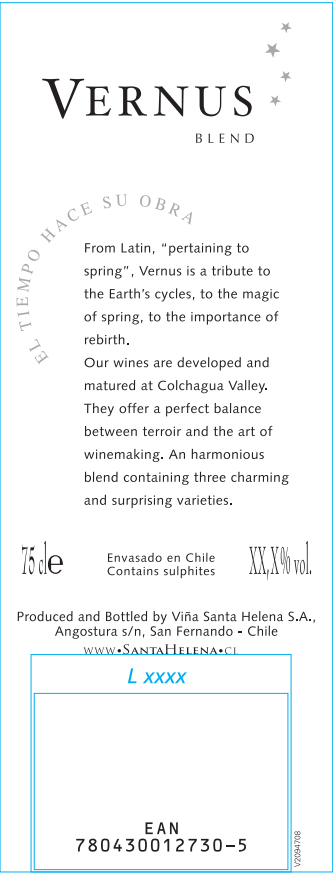 VERNUS
BLEND
EL TIEMPO HACE SU OBRA
From Latin, “pertaining to
spring”, Vernus is a tribute to
the Earth’s cycles, to the magic
of spring, to the importance of
rebirth.
Our wines are developed and
matured at Colchagua Valley.
They offer a perfect balance
between terroir and the art of
winemaking. An harmonious
blend containing three charming
and surprising varieties.
75 cl e
Envasado en Chile
Contains sulphites
XX,X% vol.
Produced and Bottled by Viña Santa Helena S.A.,
Angostura s/n, San Fernando - Chile
WWW•SANTAHELENA•CL
L xxxx
EAN
780430012730-5
V2094708